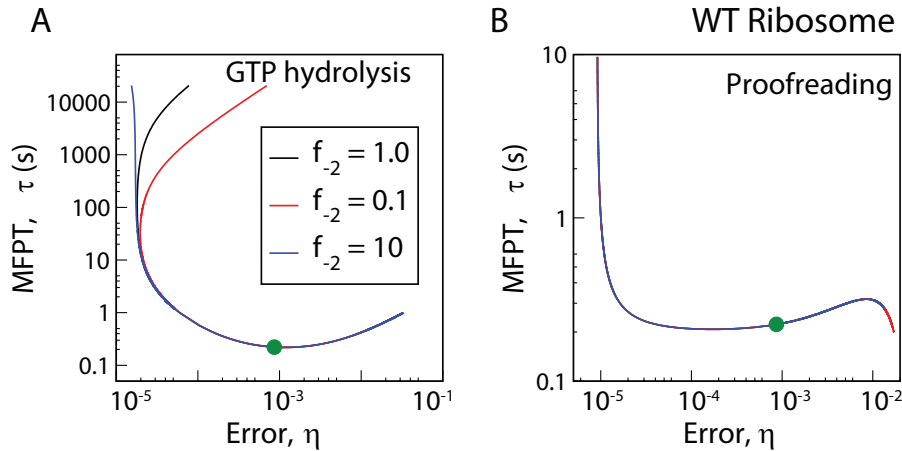 A
GTP hydrolysis
f-2 = 1.0
f-2 = 0.1
f-2 = 10
10000
1000
100
10
1
0.1
MFPT, τ (s)
10-5
10-3
10-1
Error, η
B
WT Ribosome
Proofreading
10
1
0.1
MFPT, τ (s)
10-5
10-4
10-3
10-2
Error, η